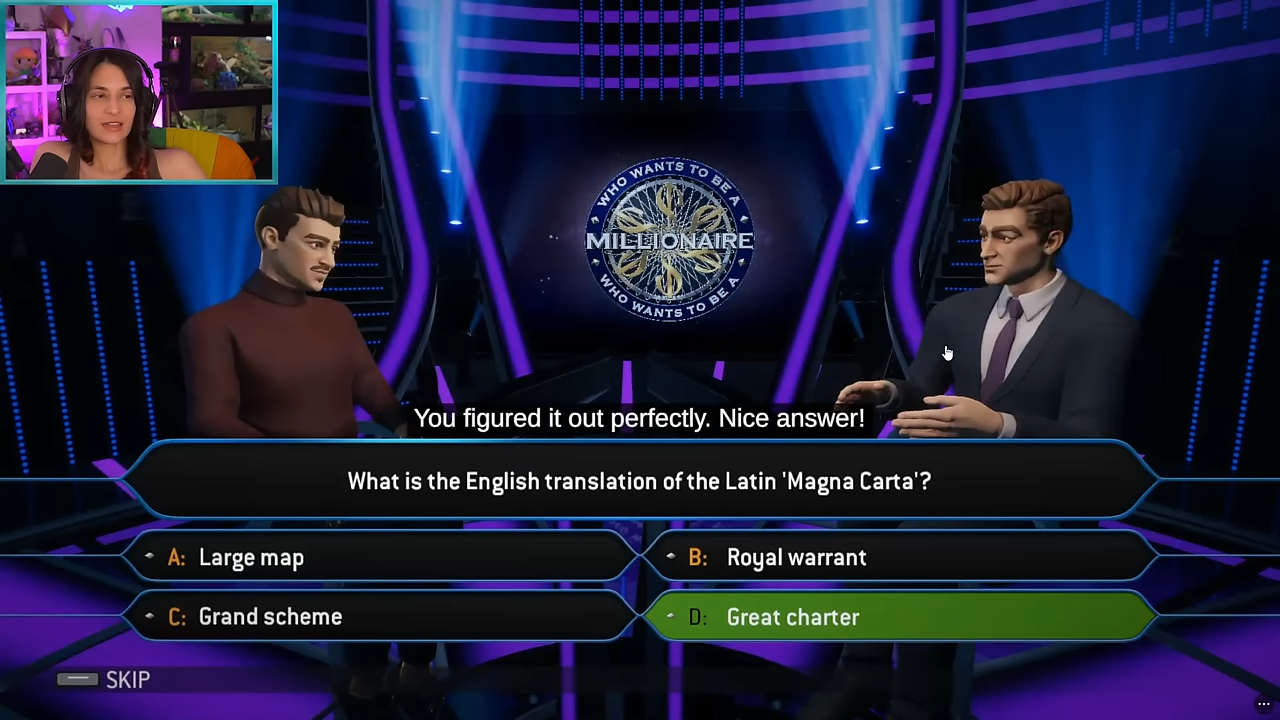 WHO WANTS TO BE A
MILLIONAIRE
WHO WANTS TO BE A
You figured it out perfectly. Nice answer!
What is the English translation of the Latin 'Magna Carta'?
A: Large map
B: Royal warrant
C: Grand scheme
D: Great charter
SKIP